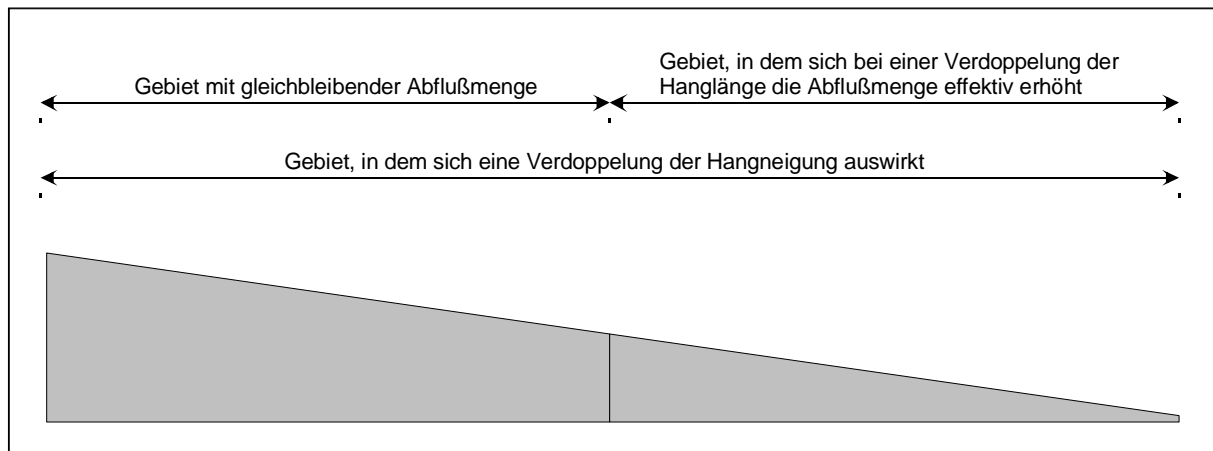 Gebiet, in dem sich bei einer Verdoppelung der
Hanglänge die Abflußmenge effektiv erhöht
Gebiet mit gleichbleibender Abflußmenge
Gebiet, in dem sich eine Verdoppelung der Hangneigung auswirkt